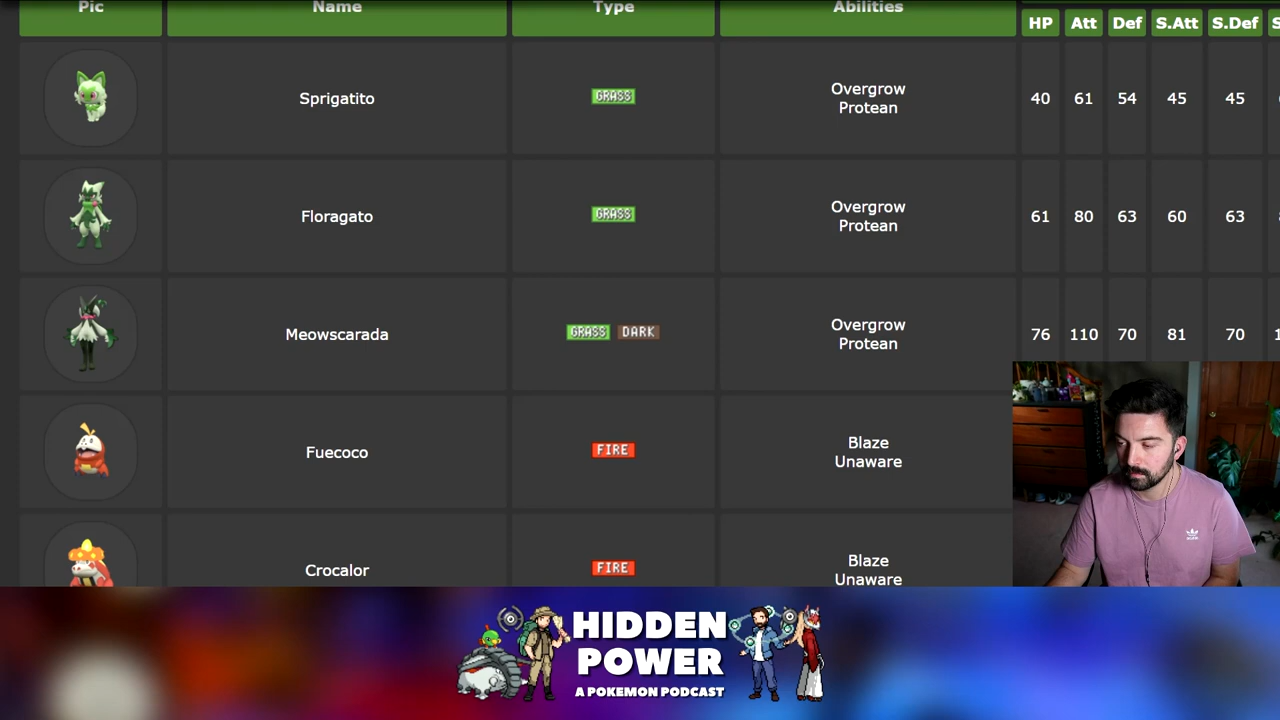 Pic Name Type Abilities
HP Att Def S.Att S.Def S
Sprigatito GRASS Overgrow 40 61 54 45 45
Protean
Floragato GRASS Overgrow 61 80 63 60 63
Protean
Meowscarada GRASS DARK Overgrow 76 110 70 81 70 1
Protean
Fuecoco FIRE Blaze
Unaware
Crocalor FIRE Blaze
Unaware
HIDDEN
POWER
A POKEMON PODCAST